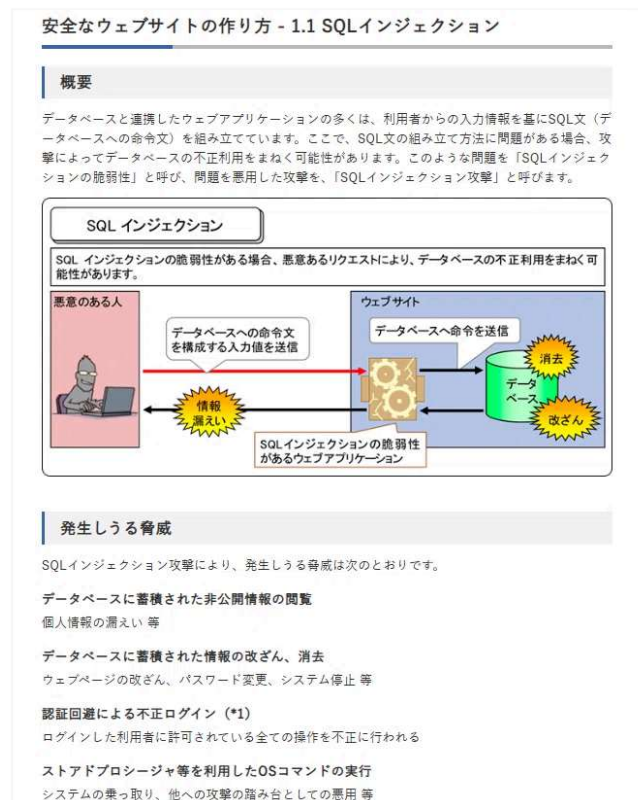 安全なウェブサイトの作り方 - 1.1 SQLインジェクション
概要
データベースと連携したウェブアプリケーションの多くは、利用者からの入力情報を基にSQL文（デ
ータベースへの命令文）を組み立てています。ここで、SQL文の組み立て方法に問題がある場合、攻
撃によってデータベースの不正利用をまねく可能性があります。このような問題を「SQLインジェク
ションの脆弱性」と呼び、問題を悪用した攻撃を、「SQLインジェクション攻撃」と呼びます。
SQL インジェクション
SQL インジェクションの脆弱性がある場合、悪意あるリクエストにより、データベースの不正利用をまねく可
能性があります。
悪意のある人
ウェブサイト
データベースへの命令文
を構成する入力値を送信
データベースへ命令を送信
消去
データ
ベース
改ざん
情報
漏えい
SQLインジェクションの脆弱性
があるウェブアプリケーション
発生しうる脅威
SQLインジェクション攻撃により、発生しうる脅威は次のとおりです。
データベースに蓄積された非公開情報の閲覧
個人情報の漏えい 等
データベースに蓄積された情報の改ざん、消去
ウェブページの改ざん、パスワード変更、システム停止 等
認証回避による不正ログイン（*1）
ログインした利用者に許可されている全ての操作を不正に行われる
ストアドプロシージャ等を利用したOSコマンドの実行
システムの乗っ取り、他への攻撃の踏み台としての悪用 等